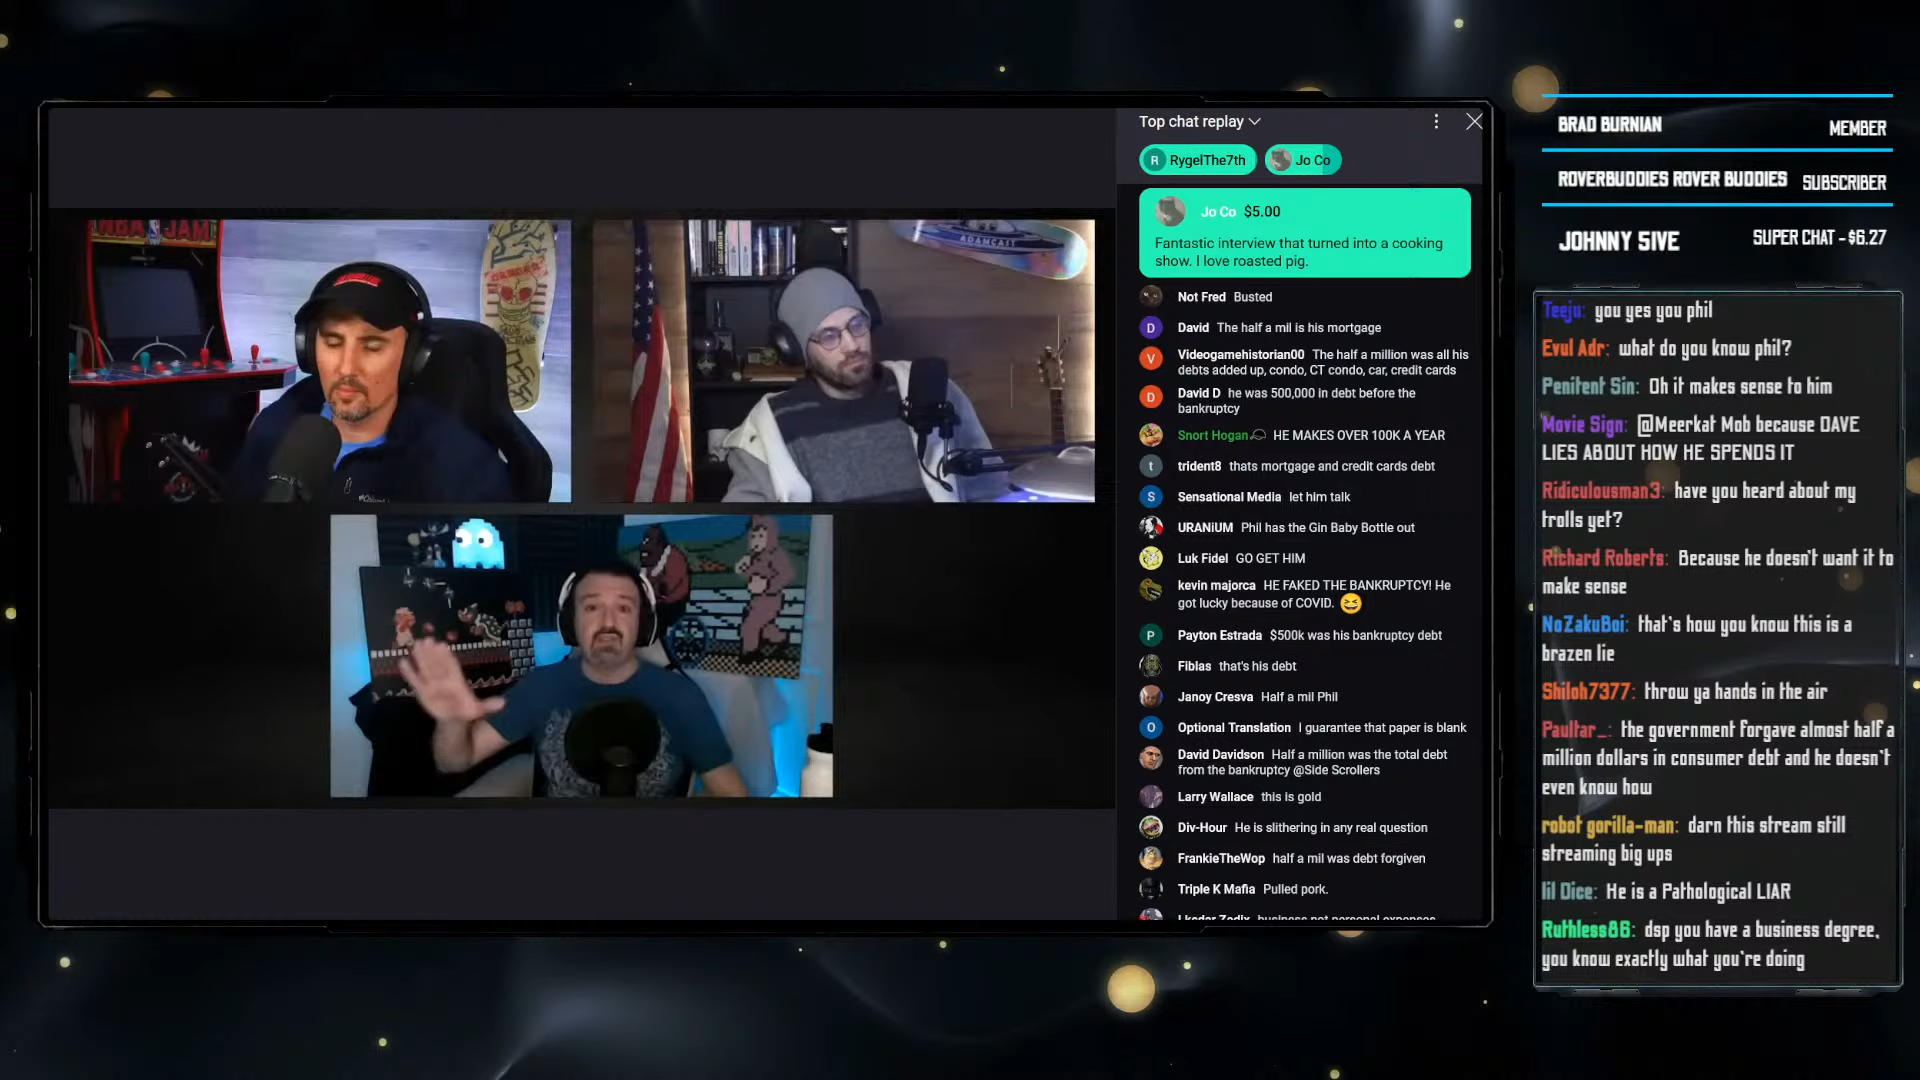 NBA JAM
ADAMCAIT
Top chat replay
R RygelThe7th
Jo Co
Jo Co $5.00
Fantastic interview that turned into a cooking
show. I love roasted pig.
Not Fred Busted
D David The half a mil is his mortgage
V Videogamehistorian00 The half a million was all his
debts added up, condo, CT condo, car, credit cards
D David D he was 500,000 in debt before the
bankruptcy
Snort Hogan HE MAKES OVER 100K A YEAR
t trident8 thats mortgage and credit cards debt
S Sensational Media let him talk
URANiUM Phil has the Gin Baby Bottle out
Luk Fidel GO GET HIM
kevin majorca HE FAKED THE BANKRUPTCY! He
got lucky because of COVID. 😆
P Payton Estrada $500k was his bankruptcy debt
Fiblas that's his debt
Janoy Cresva Half a mil Phil
O Optional Translation I guarantee that paper is blank
David Davidson Half a million was the total debt
from the bankruptcy @Side Scrollers
Larry Wallace this is gold
Div-Hour He is slithering in any real question
FrankieTheWop half a mil was debt forgiven
Triple K Mafia Pulled pork.
business not personal expenses
BRAD BURNIAN MEMBER
ROVERBUDDIES ROVER BUDDIES SUBSCRIBER
JOHNNY 5IVE SUPER CHAT - $6.27
Teeju: you yes you phil
Evul Adr: what do you know phil?
Penitent Sin: Oh it makes sense to him
Movie Sign: @Meerkat Mob because DAVE
LIES ABOUT HOW HE SPENDS IT
Ridiculousman3: have you heard about my
trolls yet?
Richard Roberts: Because he doesn't want it to
make sense
NoZakuBoi: that's how you know this is a
brazen lie
Shiloh7377: throw ya hands in the air
Paultar_: the government forgave almost half a
million dollars in consumer debt and he doesn't
even know how
robot gorilla-man: darn this stream still
streaming big ups
lil Dice: He is a Pathological LIAR
Ruthless86: dsp you have a business degree,
you know exactly what you're doing